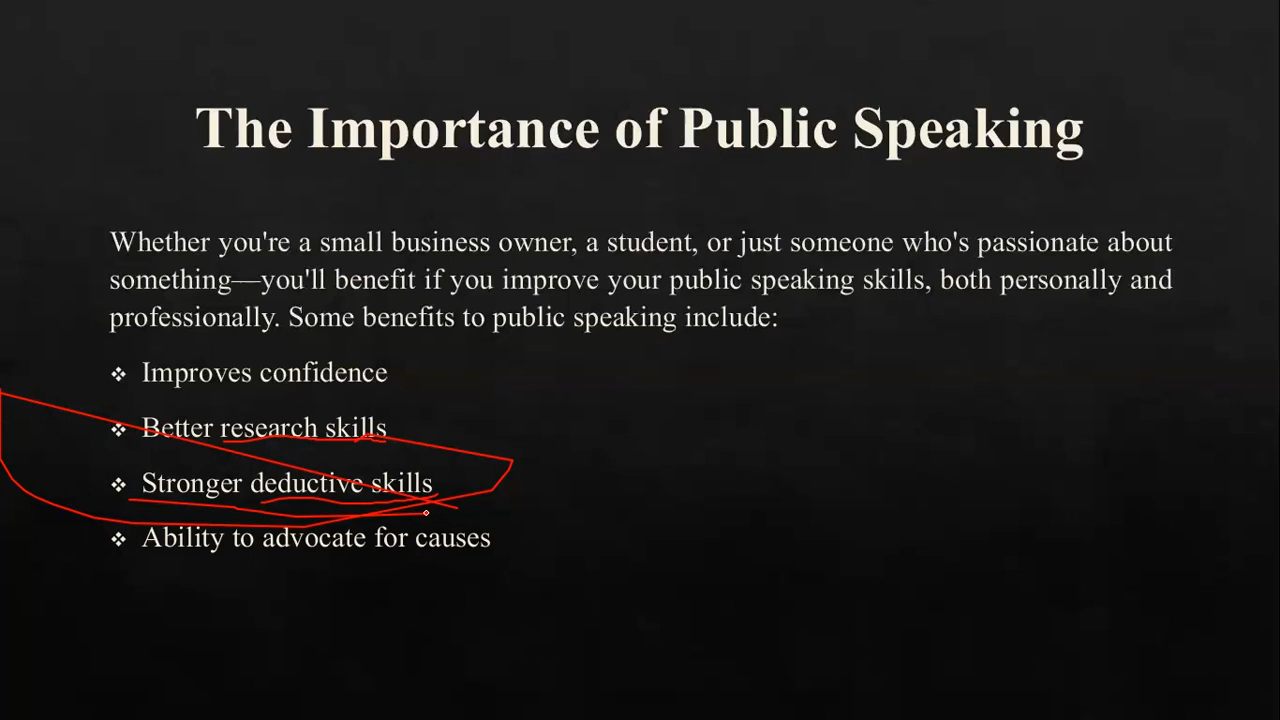 The Importance of Public Speaking
Whether you're a small business owner, a student, or just someone who's passionate about
something—you'll benefit if you improve your public speaking skills, both personally and
professionally. Some benefits to public speaking include:
❖ Improves confidence
❖ Better research skills
❖ Stronger deductive skills
❖ Ability to advocate for causes